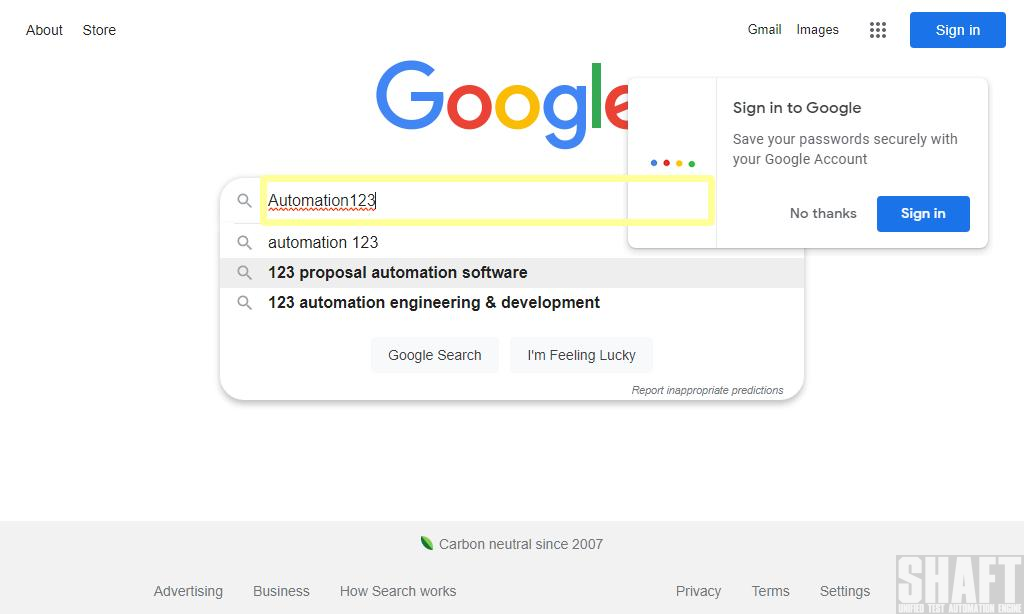 About Store
Gmail Images
Sign in
Google
Sign in to Google
Save your passwords securely with
your Google Account
No thanks Sign in
Automation123
automation 123
123 proposal automation software
123 automation engineering & development
Google Search I'm Feeling Lucky
Report inappropriate predictions
Carbon neutral since 2007
Advertising Business How Search works
Privacy Terms Settings
SHAFT
UNIFIED TEST AUTOMATION ENGINE